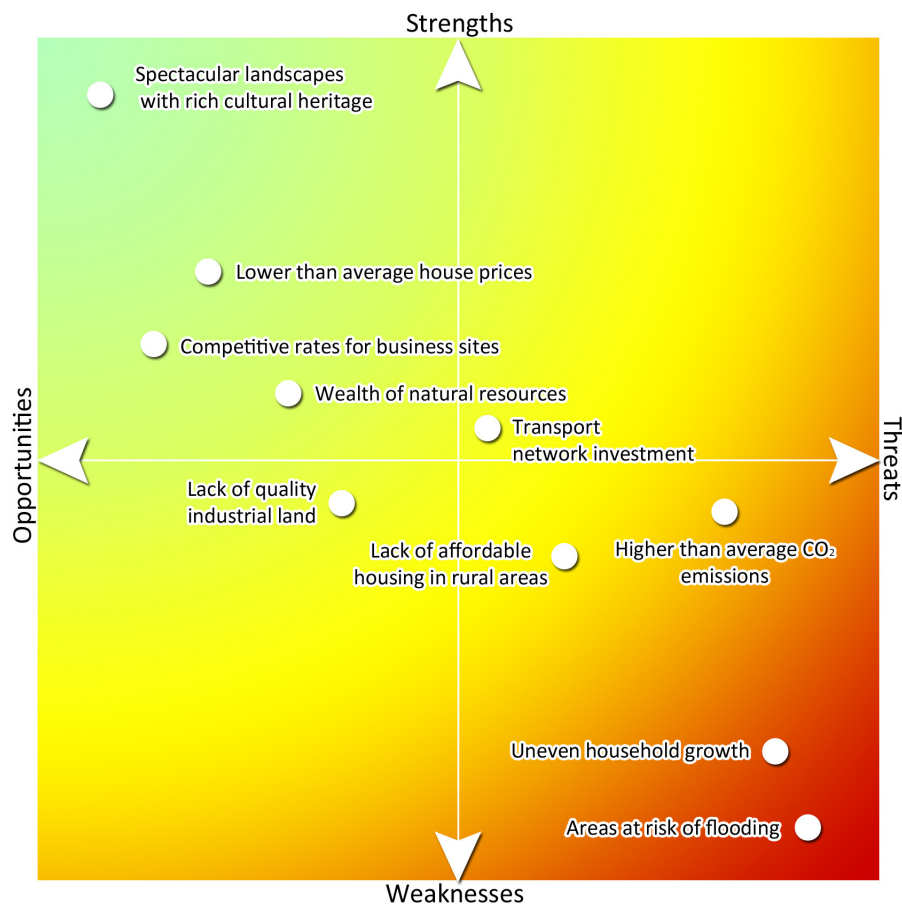 Strengths
Spectacular landscapes
with rich cultural heritage
Lower than average house prices
Competitive rates for business sites
Wealth of natural resources
Transport
network investment
Opportunities
Threats
Lack of quality
industrial land
Lack of affordable
housing in rural areas
Higher than average CO₂
emissions
Uneven household growth
Areas at risk of flooding
Weaknesses